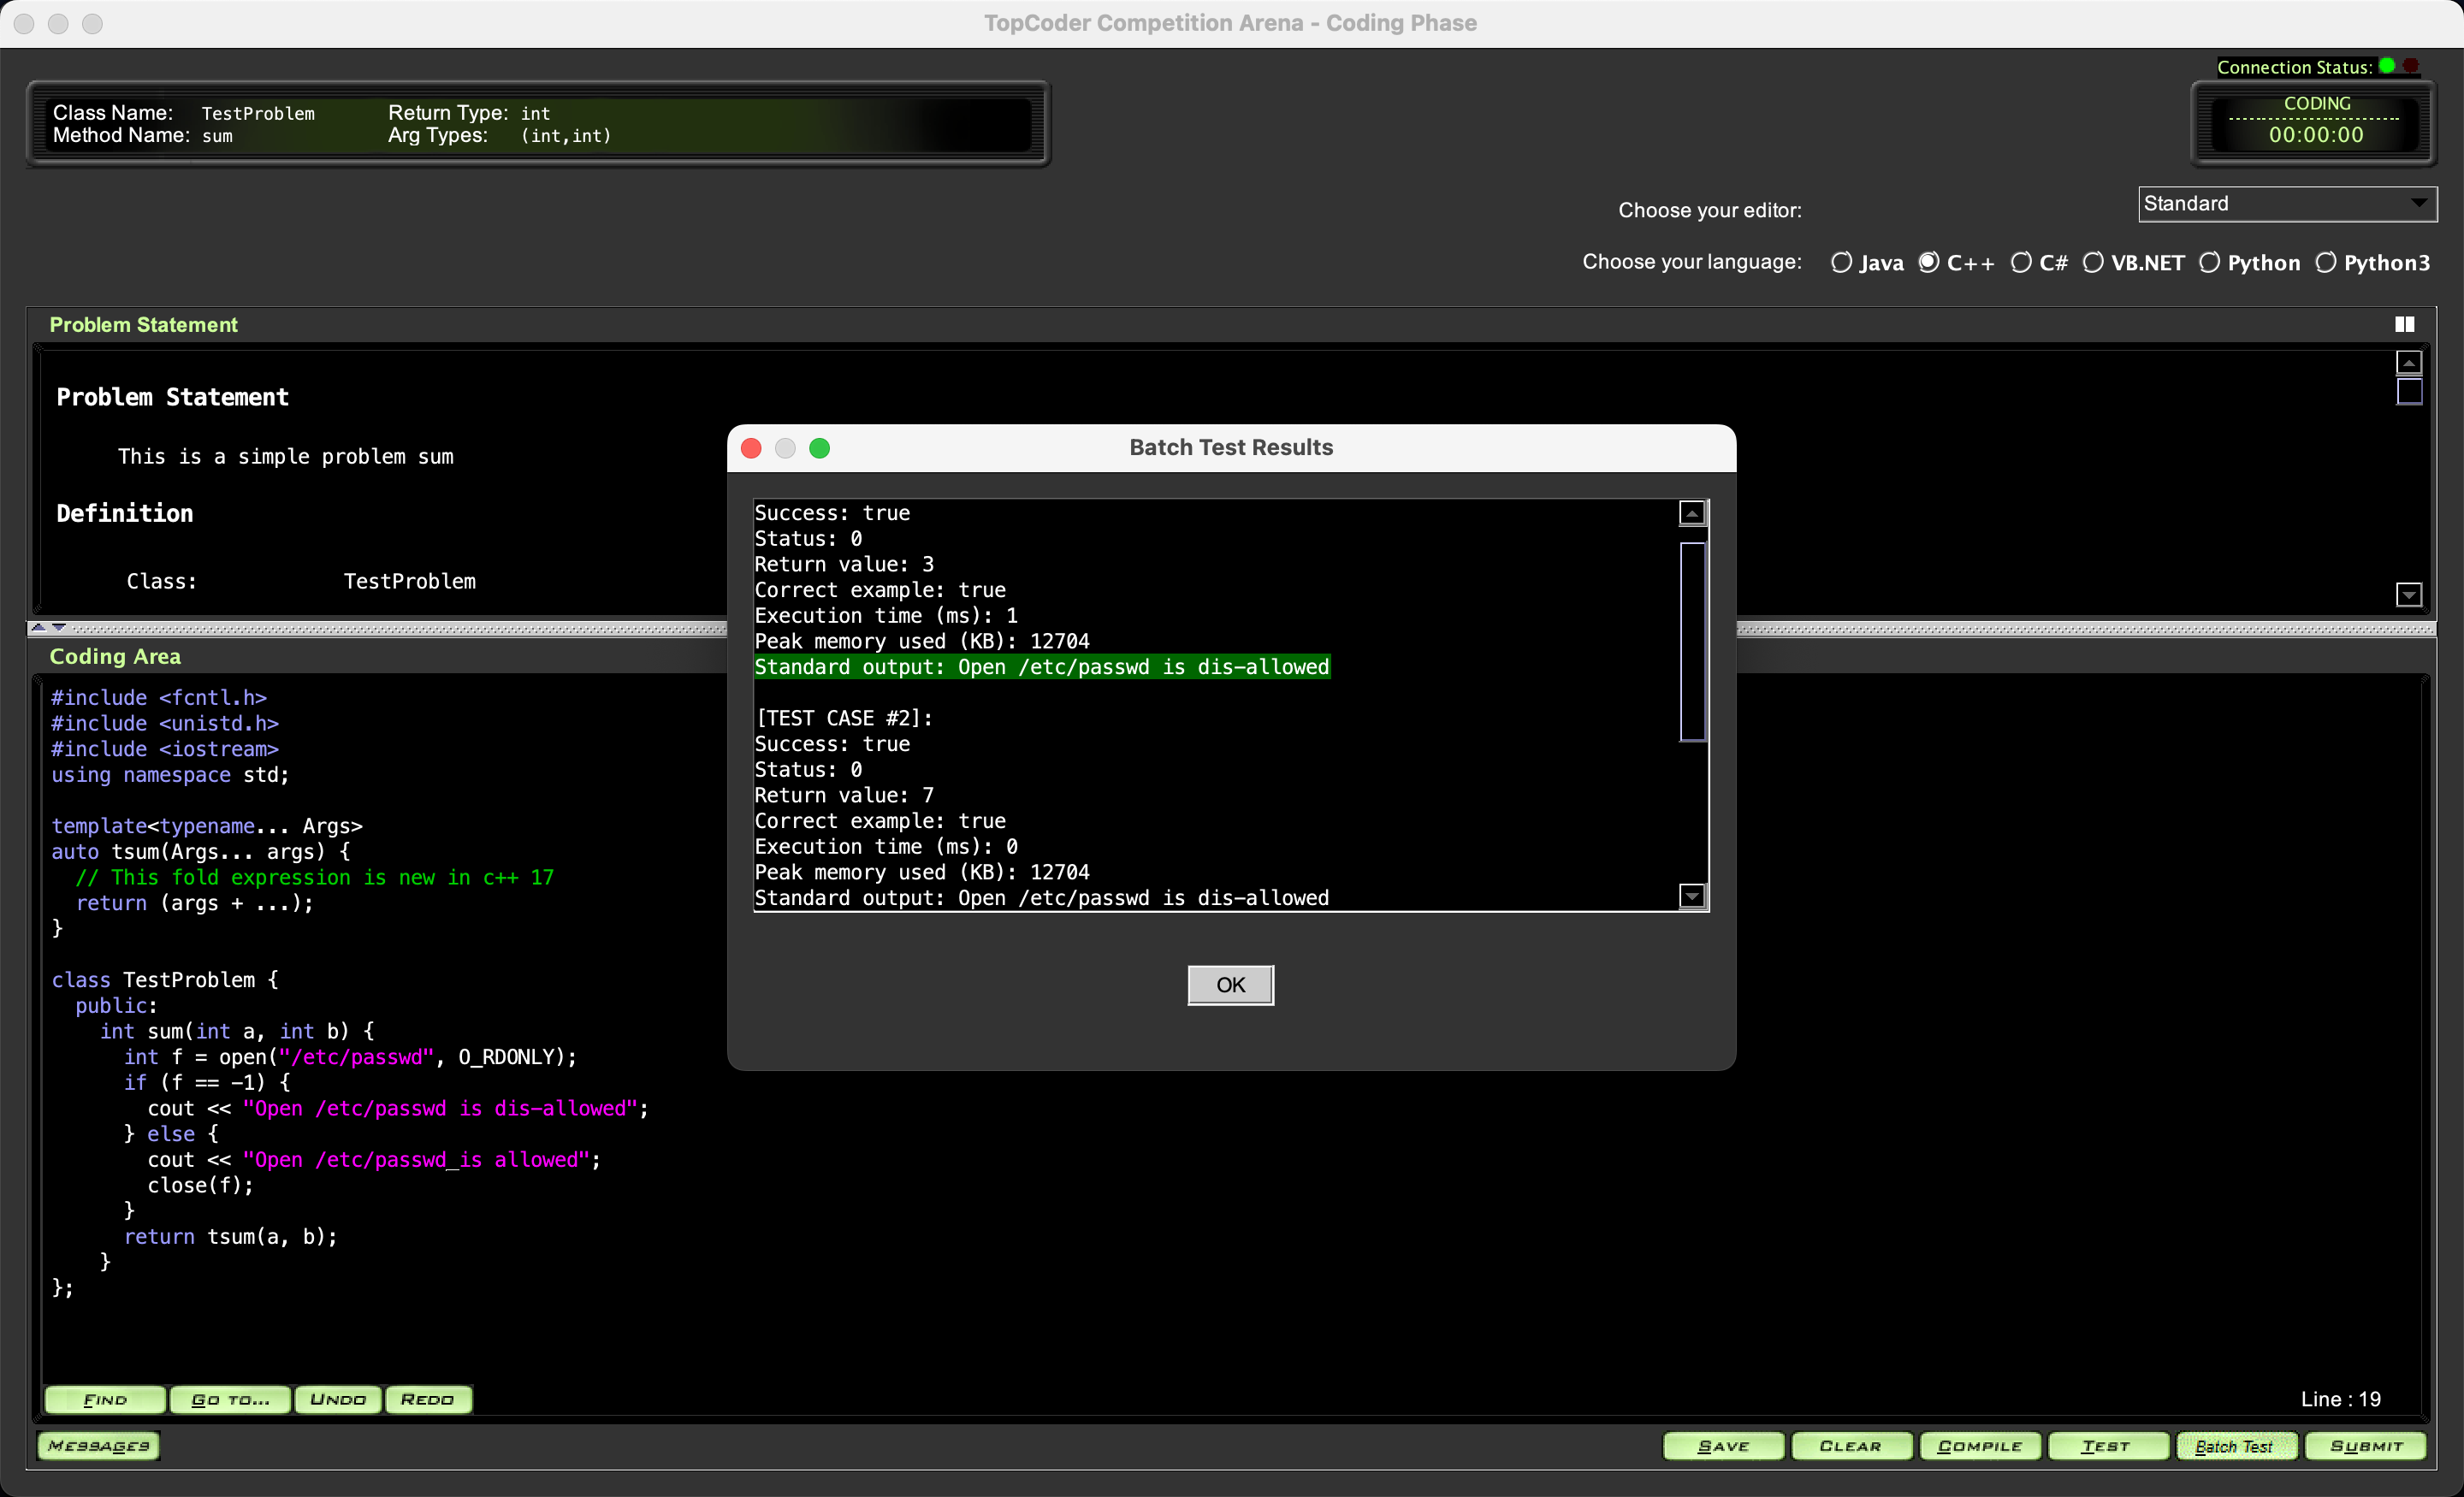 TopCoder Competition Arena - Coding Phase
Connection Status:
Class Name: TestProblem Return Type: int
Method Name: sum Arg Types: (int,int)
CODING
00:00:00
Choose your editor: Standard
Choose your language: Java C++ C# VB.NET Python Python3
Problem Statement
Problem Statement
This is a simple problem sum
Definition
Class: TestProblem
Batch Test Results
Success: true
Status: 0
Return value: 3
Correct example: true
Execution time (ms): 1
Peak memory used (KB): 12704
Standard output: Open /etc/passwd is dis-allowed
[TEST CASE #2]:
Success: true
Status: 0
Return value: 7
Correct example: true
Execution time (ms): 0
Peak memory used (KB): 12704
Standard output: Open /etc/passwd is dis-allowed
OK
Coding Area
#include <fcntl.h>
#include <unistd.h>
#include <iostream>
using namespace std;
template<typename... Args>
auto tsum(Args... args) {
// This fold expression is new in c++ 17
return (args + ...);
}
class TestProblem {
public:
int sum(int a, int b) {
int f = open("/etc/passwd", O_RDONLY);
if (f == -1) {
cout << "Open /etc/passwd is dis-allowed";
} else {
cout << "Open /etc/passwd_is allowed";
close(f);
}
return tsum(a, b);
}
};
FIND GO TO... UNDO REDO
Line : 19
MESSAGES SAVE CLEAR COMPILE TEST Batch Test SUBMIT